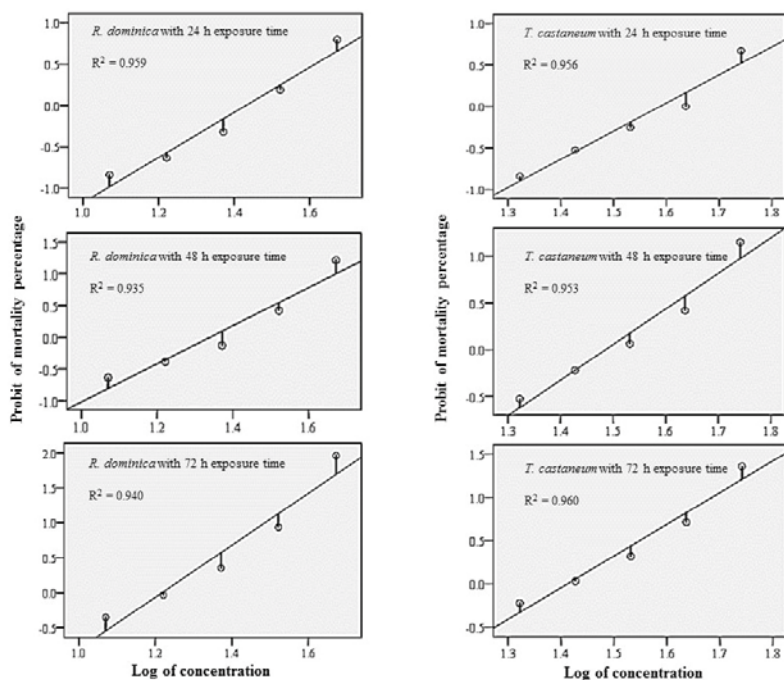 R. dominica with 24 h exposure time
R² = 0.959
1.0
0.5
0.0
-0.5
-1.0
1.0 1.2 1.4 1.6
R. dominica with 48 h exposure time
R² = 0.935
1.5
1.0
0.5
0.0
-0.5
-1.0
1.0 1.2 1.4 1.6
R. dominica with 72 h exposure time
R² = 0.940
2.0
1.5
1.0
0.5
0.0
-0.5
1.0 1.2 1.4 1.6
Probit of mortality percentage
Log of concentration
T. castaneum with 24 h exposure time
R² = 0.956
1.0
0.5
0.0
-0.5
-1.0
1.3 1.4 1.5 1.6 1.7 1.8
T. castaneum with 48 h exposure time
R² = 0.953
1.0
0.5
0.0
-0.5
1.3 1.4 1.5 1.6 1.7 1.8
T. castaneum with 72 h exposure time
R² = 0.960
1.5
1.0
0.5
0.0
-0.5
1.3 1.4 1.5 1.6 1.7 1.8
Probit of mortality percentage
Log of concentration